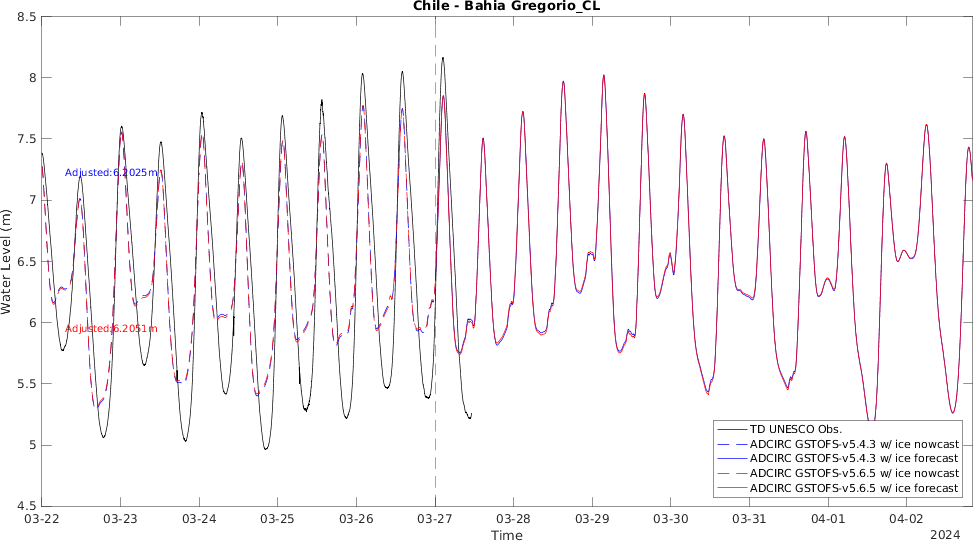 Chile - Bahia Gregorio_CL
8.5
8
7.5
7
6.5
6
5.5
5
4.5
Water Level (m)
Adjusted:6.2025m
Adjusted:6.2051m
TD UNESCO Obs.
ADCIRC GSTOFS-v5.4.3 w/ ice nowcast
ADCIRC GSTOFS-v5.4.3 w/ ice forecast
ADCIRC GSTOFS-v5.6.5 w/ ice nowcast
ADCIRC GSTOFS-v5.6.5 w/ ice forecast
03-22 03-23 03-24 03-25 03-26 03-27 03-28 03-29 03-30 03-31 04-01 04-02
Time
2024